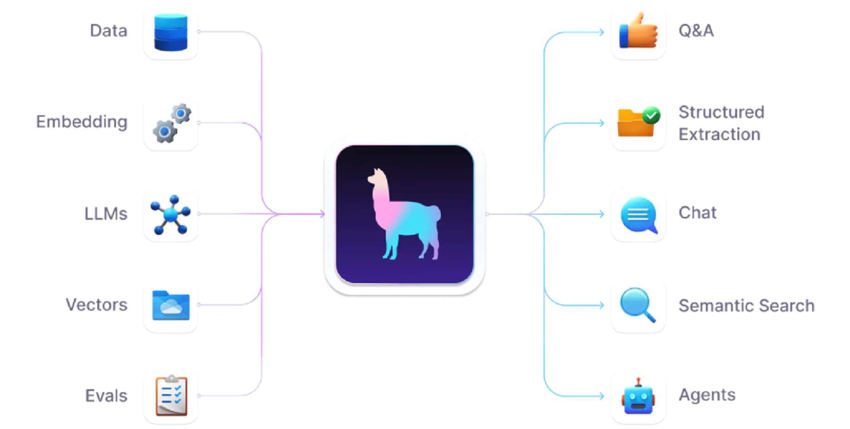 Data
Embedding
LLMs
Vectors
Evals
Q&A
Structured
Extraction
Chat
Semantic Search
Agents